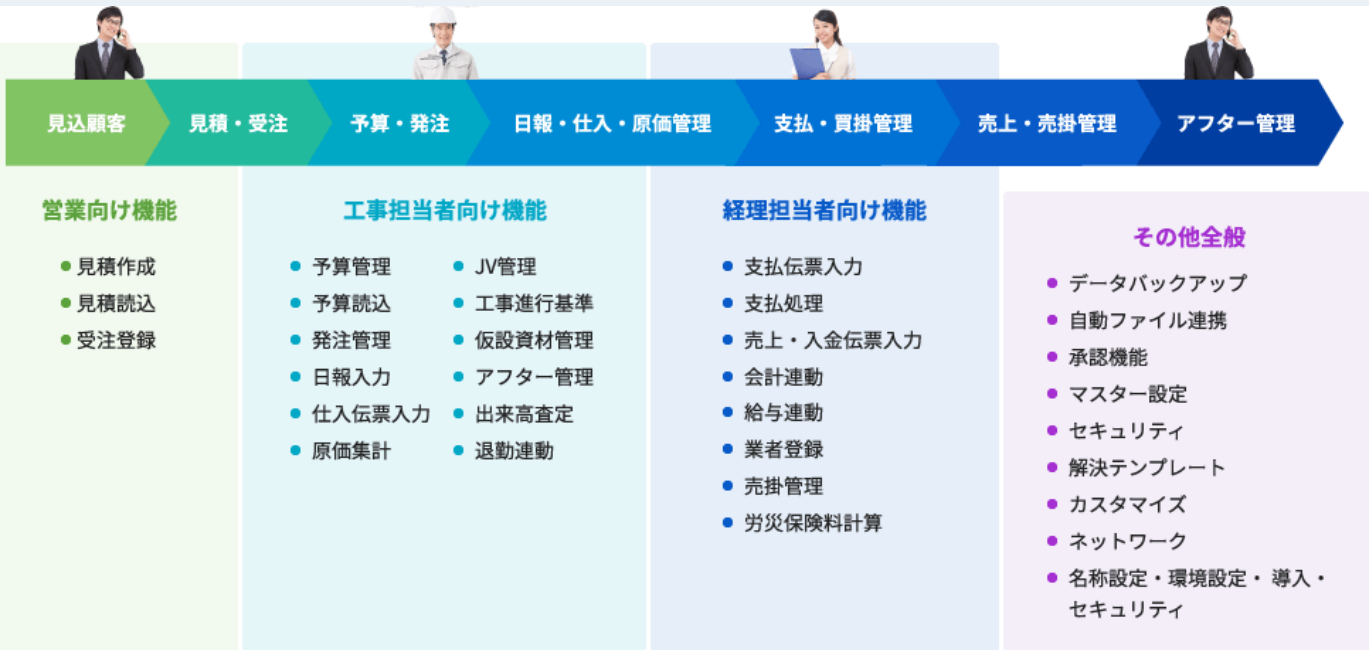 見込顧客
見積・受注
予算・発注
日報・仕入・原価管理
支払・買掛管理
売上・売掛管理
アフター管理
営業向け機能
見積作成
見積読込
受注登録
工事担当者向け機能
予算管理
予算読込
発注管理
日報入力
仕入伝票入力
原価集計
JV管理
工事進行基準
仮設資材管理
アフター管理
出来高査定
退勤連動
経理担当者向け機能
支払伝票入力
支払処理
売上・入金伝票入力
会計連動
給与連動
業者登録
売掛管理
労災保険料計算
その他全般
データバックアップ
自動ファイル連携
承認機能
マスター設定
セキュリティ
解決テンプレート
カスタマイズ
ネットワーク
名称設定・環境設定・ 導入・
セキュリティ